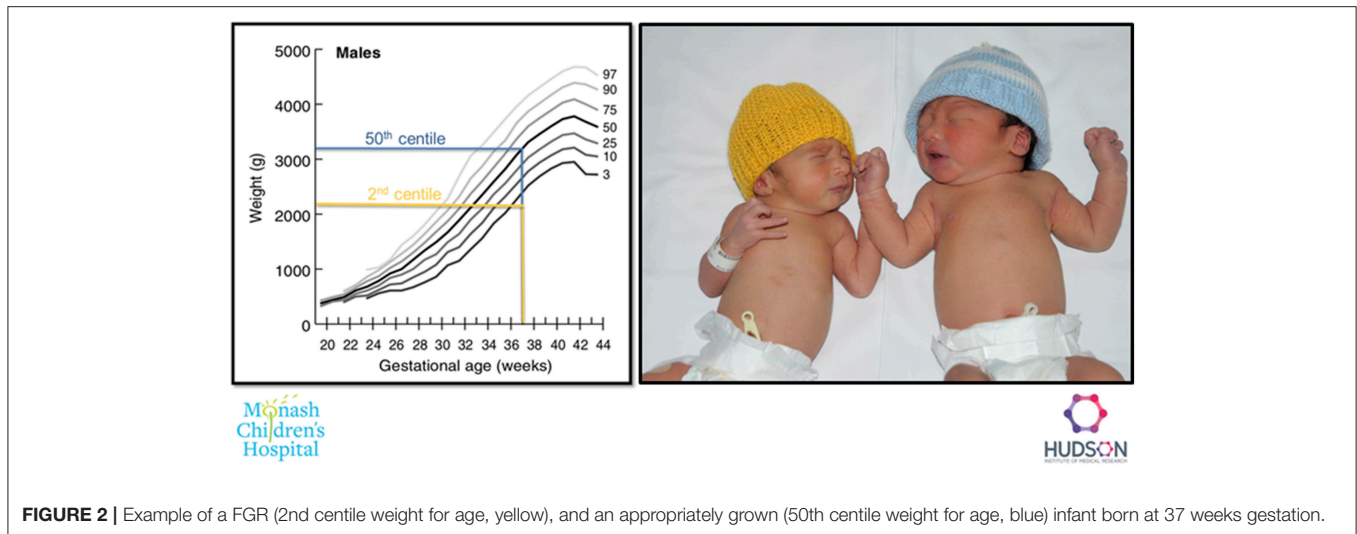 Males
5000
4000
3000
2000
1000
0
Weight (g)
50th centile
2nd centile
97
90
75
50
25
10
3
20 22 24 26 28 30 32 34 36 38 40 42 44
Gestational age (weeks)
Monash
Children's
Hospital
HUDSON
INSTITUTE OF MEDICAL RESEARCH
FIGURE 2 | Example of a FGR (2nd centile weight for age, yellow), and an appropriately grown (50th centile weight for age, blue) infant born at 37 weeks gestation.